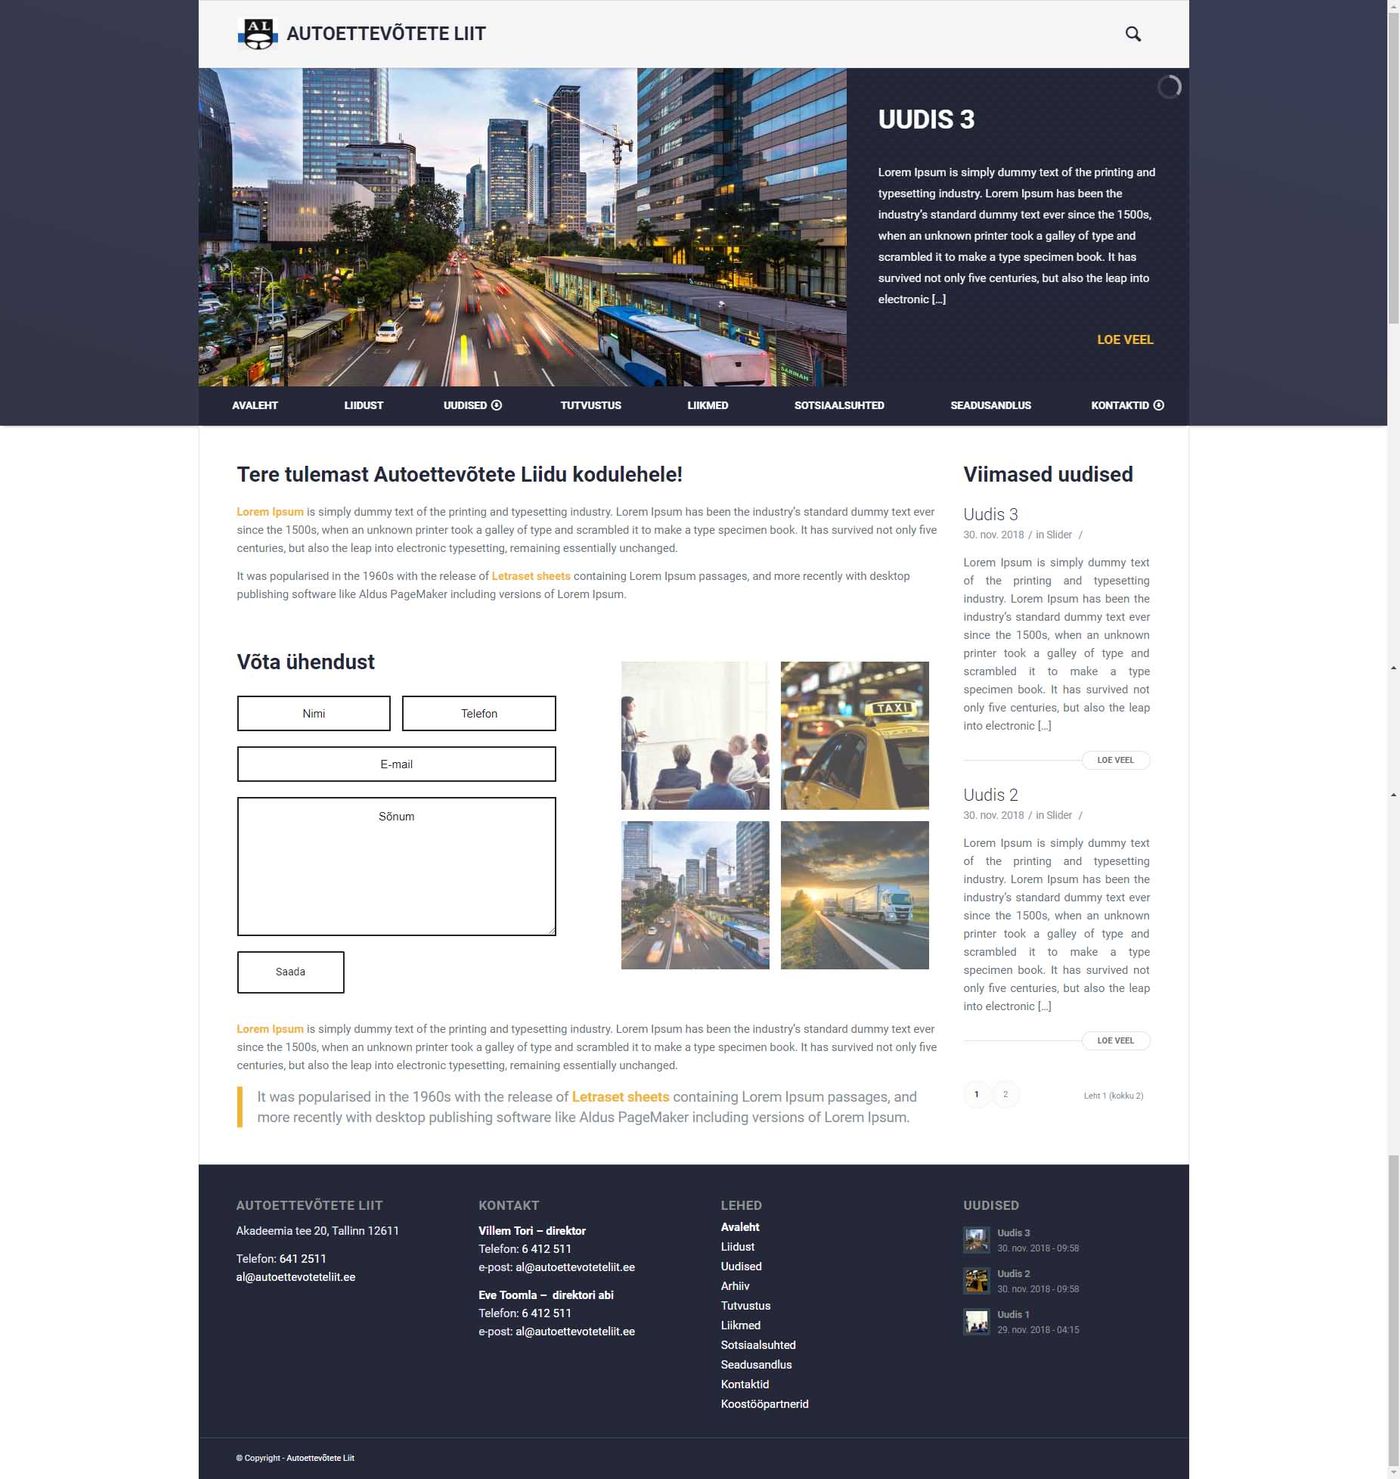 AL
AUTOETTEVÕTETE LIIT
UUDIS 3
Lorem Ipsum is simply dummy text of the printing and
typesetting industry. Lorem Ipsum has been the
industry's standard dummy text ever since the 1500s,
when an unknown printer took a galley of type and
scrambled it to make a type specimen book. It has
survived not only five centuries, but also the leap into
electronic [...]
LOE VEEL
SARINAH
AVALEHT LIIDUST UUDISED TUTVUSTUS LIIKMED SOTSIAALSUHTED SEADUSANDLUS KONTAKTID
Tere tulemast Autoettevõtete Liidu kodulehele!
Lorem Ipsum is simply dummy text of the printing and typesetting industry. Lorem Ipsum has been the industry's standard dummy text ever
since the 1500s, when an unknown printer took a galley of type and scrambled it to make a type specimen book. It has survived not only five
centuries, but also the leap into electronic typesetting, remaining essentially unchanged.
It was popularised in the 1960s with the release of Letraset sheets containing Lorem Ipsum passages, and more recently with desktop
publishing software like Aldus PageMaker including versions of Lorem Ipsum.
Võta ühendust
Nimi
Telefon
E-mail
Sõnum
Saada
TAXI
Lorem Ipsum is simply dummy text of the printing and typesetting industry. Lorem Ipsum has been the industry's standard dummy text ever
since the 1500s, when an unknown printer took a galley of type and scrambled it to make a type specimen book. It has survived not only five
centuries, but also the leap into electronic typesetting, remaining essentially unchanged.
It was popularised in the 1960s with the release of Letraset sheets containing Lorem Ipsum passages, and
more recently with desktop publishing software like Aldus PageMaker including versions of Lorem Ipsum.
Viimased uudised
Uudis 3
30. nov. 2018 / in Slider /
Lorem Ipsum is simply dummy text
of the printing and typesetting
industry. Lorem Ipsum has been the
industry's standard dummy text ever
since the 1500s, when an unknown
printer took a galley of type and
scrambled it to make a type
specimen book. It has survived not
only five centuries, but also the leap
into electronic [...]
LOE VEEL
Uudis 2
30. nov. 2018 / in Slider /
Lorem Ipsum is simply dummy text
of the printing and typesetting
industry. Lorem Ipsum has been the
industry's standard dummy text ever
since the 1500s, when an unknown
printer took a galley of type and
scrambled it to make a type
specimen book. It has survived not
only five centuries, but also the leap
into electronic [...]
LOE VEEL
1 2 Leht 1 (kokku 2)
AUTOETTEVÕTETE LIIT
Akadeemia tee 20, Tallinn 12611
Telefon: 641 2511
al@autoettevoteteliit.ee
KONTAKT
Villem Tori – direktor
Telefon: 6 412 511
e-post: al@autoettevoteteliit.ee
Eve Toomla – direktori abi
Telefon: 6 412 511
e-post: al@autoettevoteteliit.ee
LEHED
Avaleht
Liidust
Uudised
Arhiiv
Tutvustus
Liikmed
Sotsiaalsuhted
Seadusandlus
Kontaktid
Koostööpartnerid
UUDISED
Uudis 3
30. nov. 2018 - 09:58
Uudis 2
30. nov. 2018 - 09:58
Uudis 1
29. nov. 2018 - 04:15
© Copyright - Autoettevõtete Liit